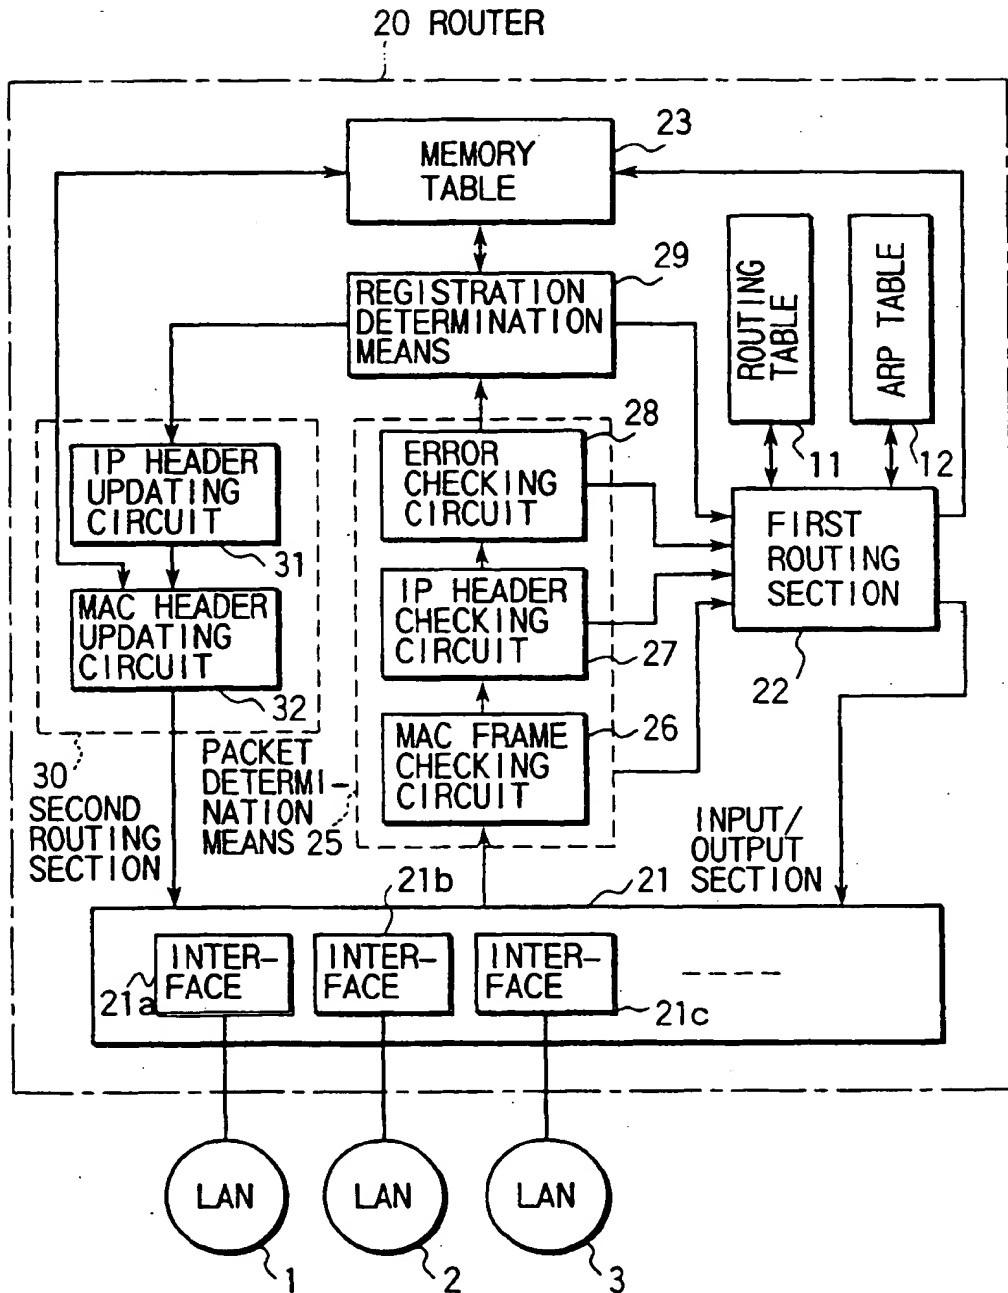 20 ROUTER
23
MEMORY
TABLE
29
REGISTRATION
DETERMINATION
MEANS
ROUTING
TABLE
ARP TABLE
11
12
28
ERROR
CHECKING
CIRCUIT
IP HEADER
UPDATING
CIRCUIT
31
FIRST
ROUTING
SECTION
22
MAC HEADER
UPDATING
CIRCUIT
32
IP HEADER
CHECKING
CIRCUIT
27
26
MAC FRAME
CHECKING
CIRCUIT
30
SECOND
ROUTING
SECTION
PACKET
DETERMI-
NATION
MEANS 25
INPUT/
OUTPUT
SECTION
21b
21
INTER-
FACE
21a
INTER-
FACE
INTER-
FACE
21c
LAN
LAN
LAN
1
2
3